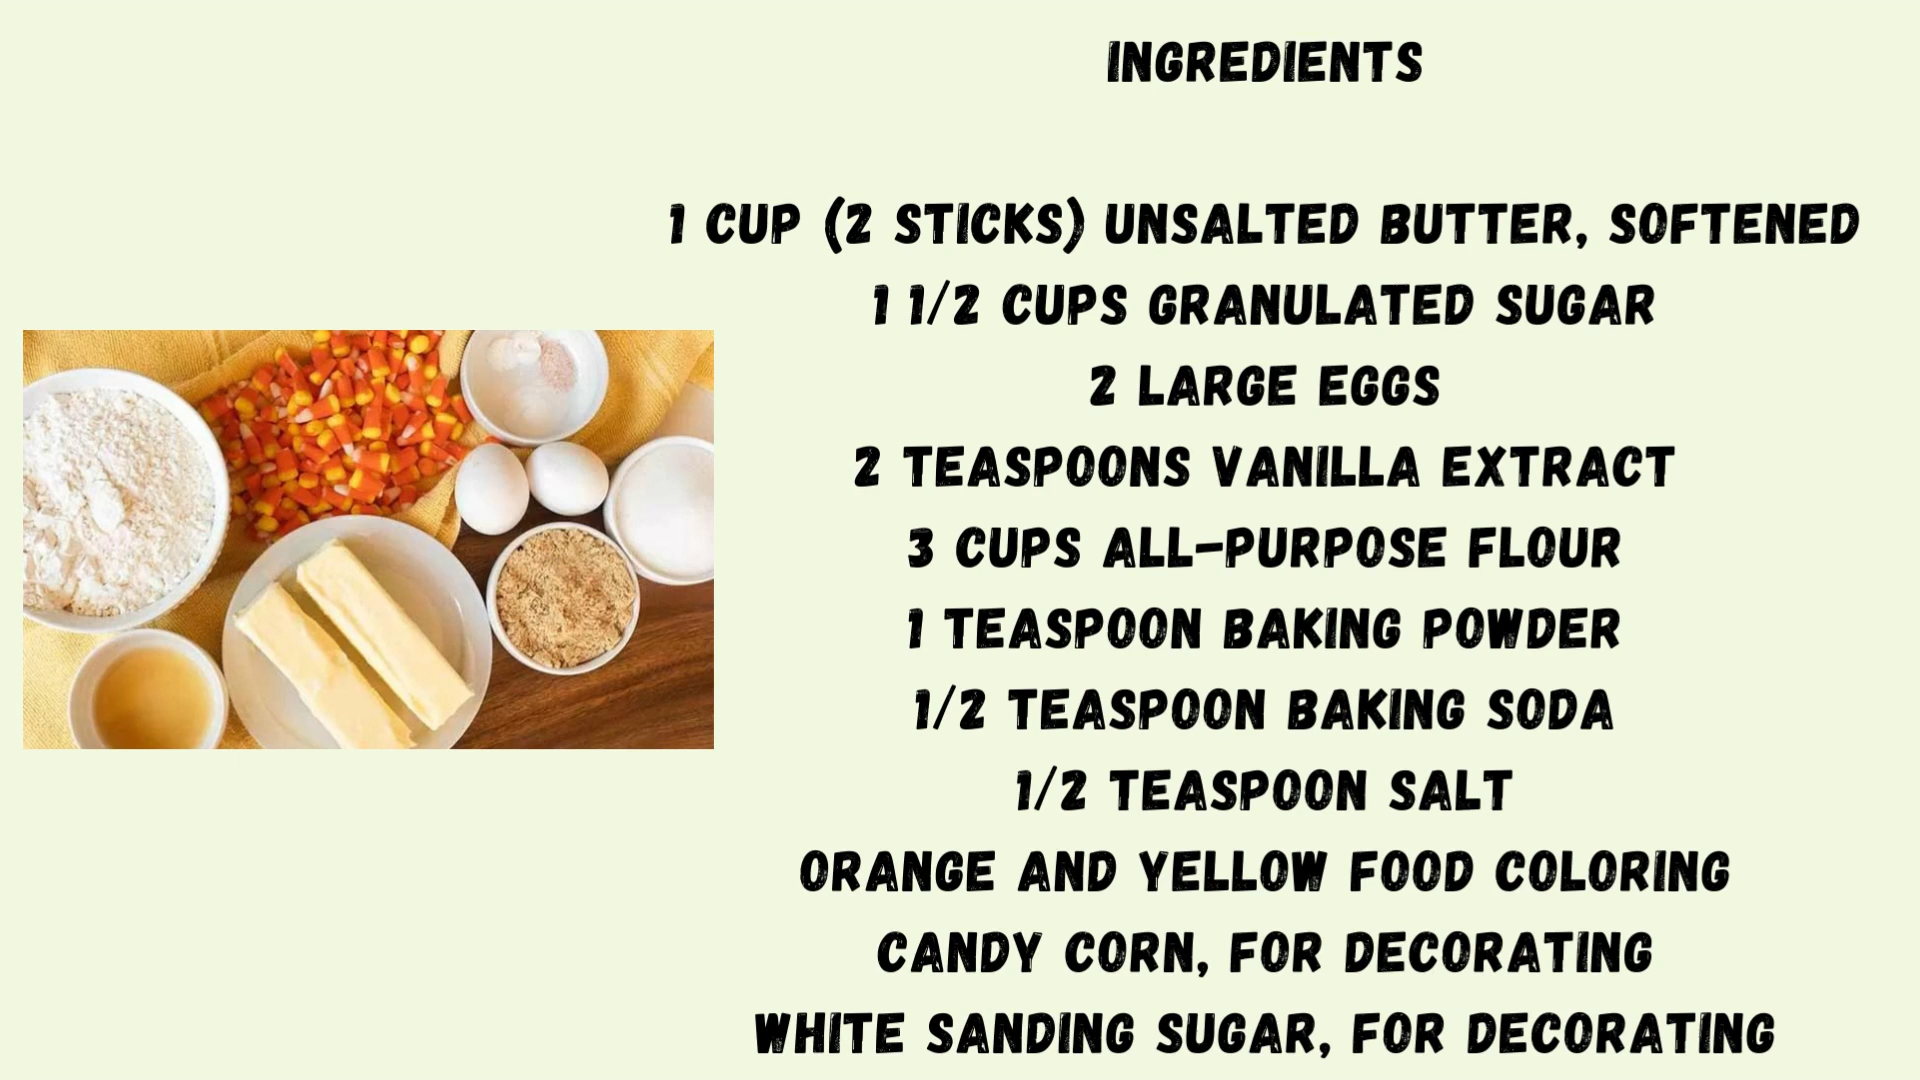 INGREDIENTS
1 CUP (2 STICKS) UNSALTED BUTTER, SOFTENED
1 1/2 CUPS GRANULATED SUGAR
2 LARGE EGGS
2 TEASPOONS VANILLA EXTRACT
3 CUPS ALL-PURPOSE FLOUR
1 TEASPOON BAKING POWDER
1/2 TEASPOON BAKING SODA
1/2 TEASPOON SALT
ORANGE AND YELLOW FOOD COLORING
CANDY CORN, FOR DECORATING
WHITE SANDING SUGAR, FOR DECORATING